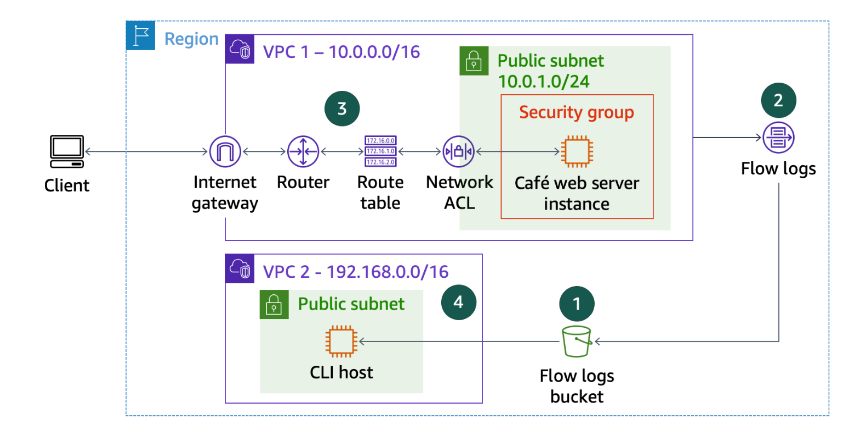 Region
VPC 1 – 10.0.0.0/16
Public subnet
10.0.1.0/24
Security group
3
2
172.16.0.0
172.16.1.0
172.16.2.0
Client
Internet
gateway
Router
Route
table
Network
ACL
Café web server
instance
Flow logs
VPC 2 - 192.168.0.0/16
Public subnet
4
1
CLI host
Flow logs
bucket